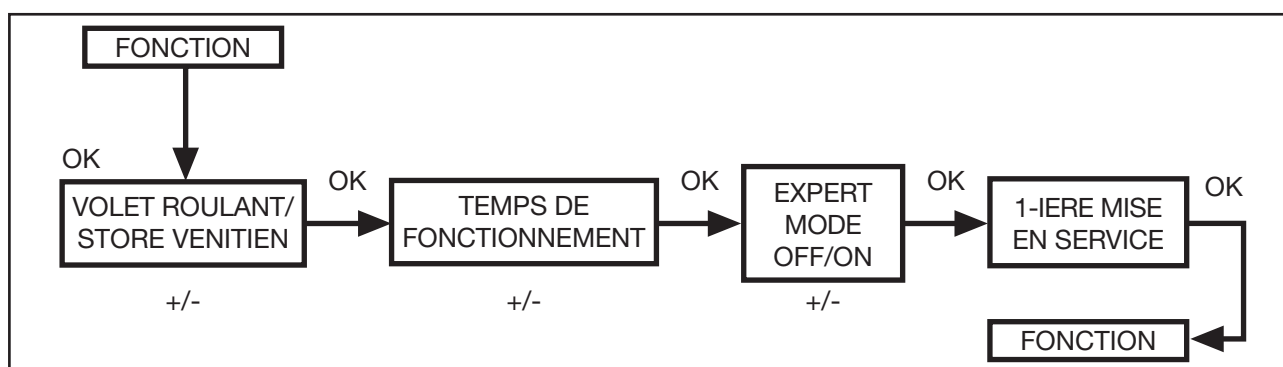 FONCTION
OK
VOLET ROULANT/
STORE VENITIEN
+/-
OK
TEMPS DE
FONCTIONNEMENT
+/-
OK
EXPERT
MODE
OFF/ON
+/-
OK
1-IERE MISE
EN SERVICE
OK
FONCTION